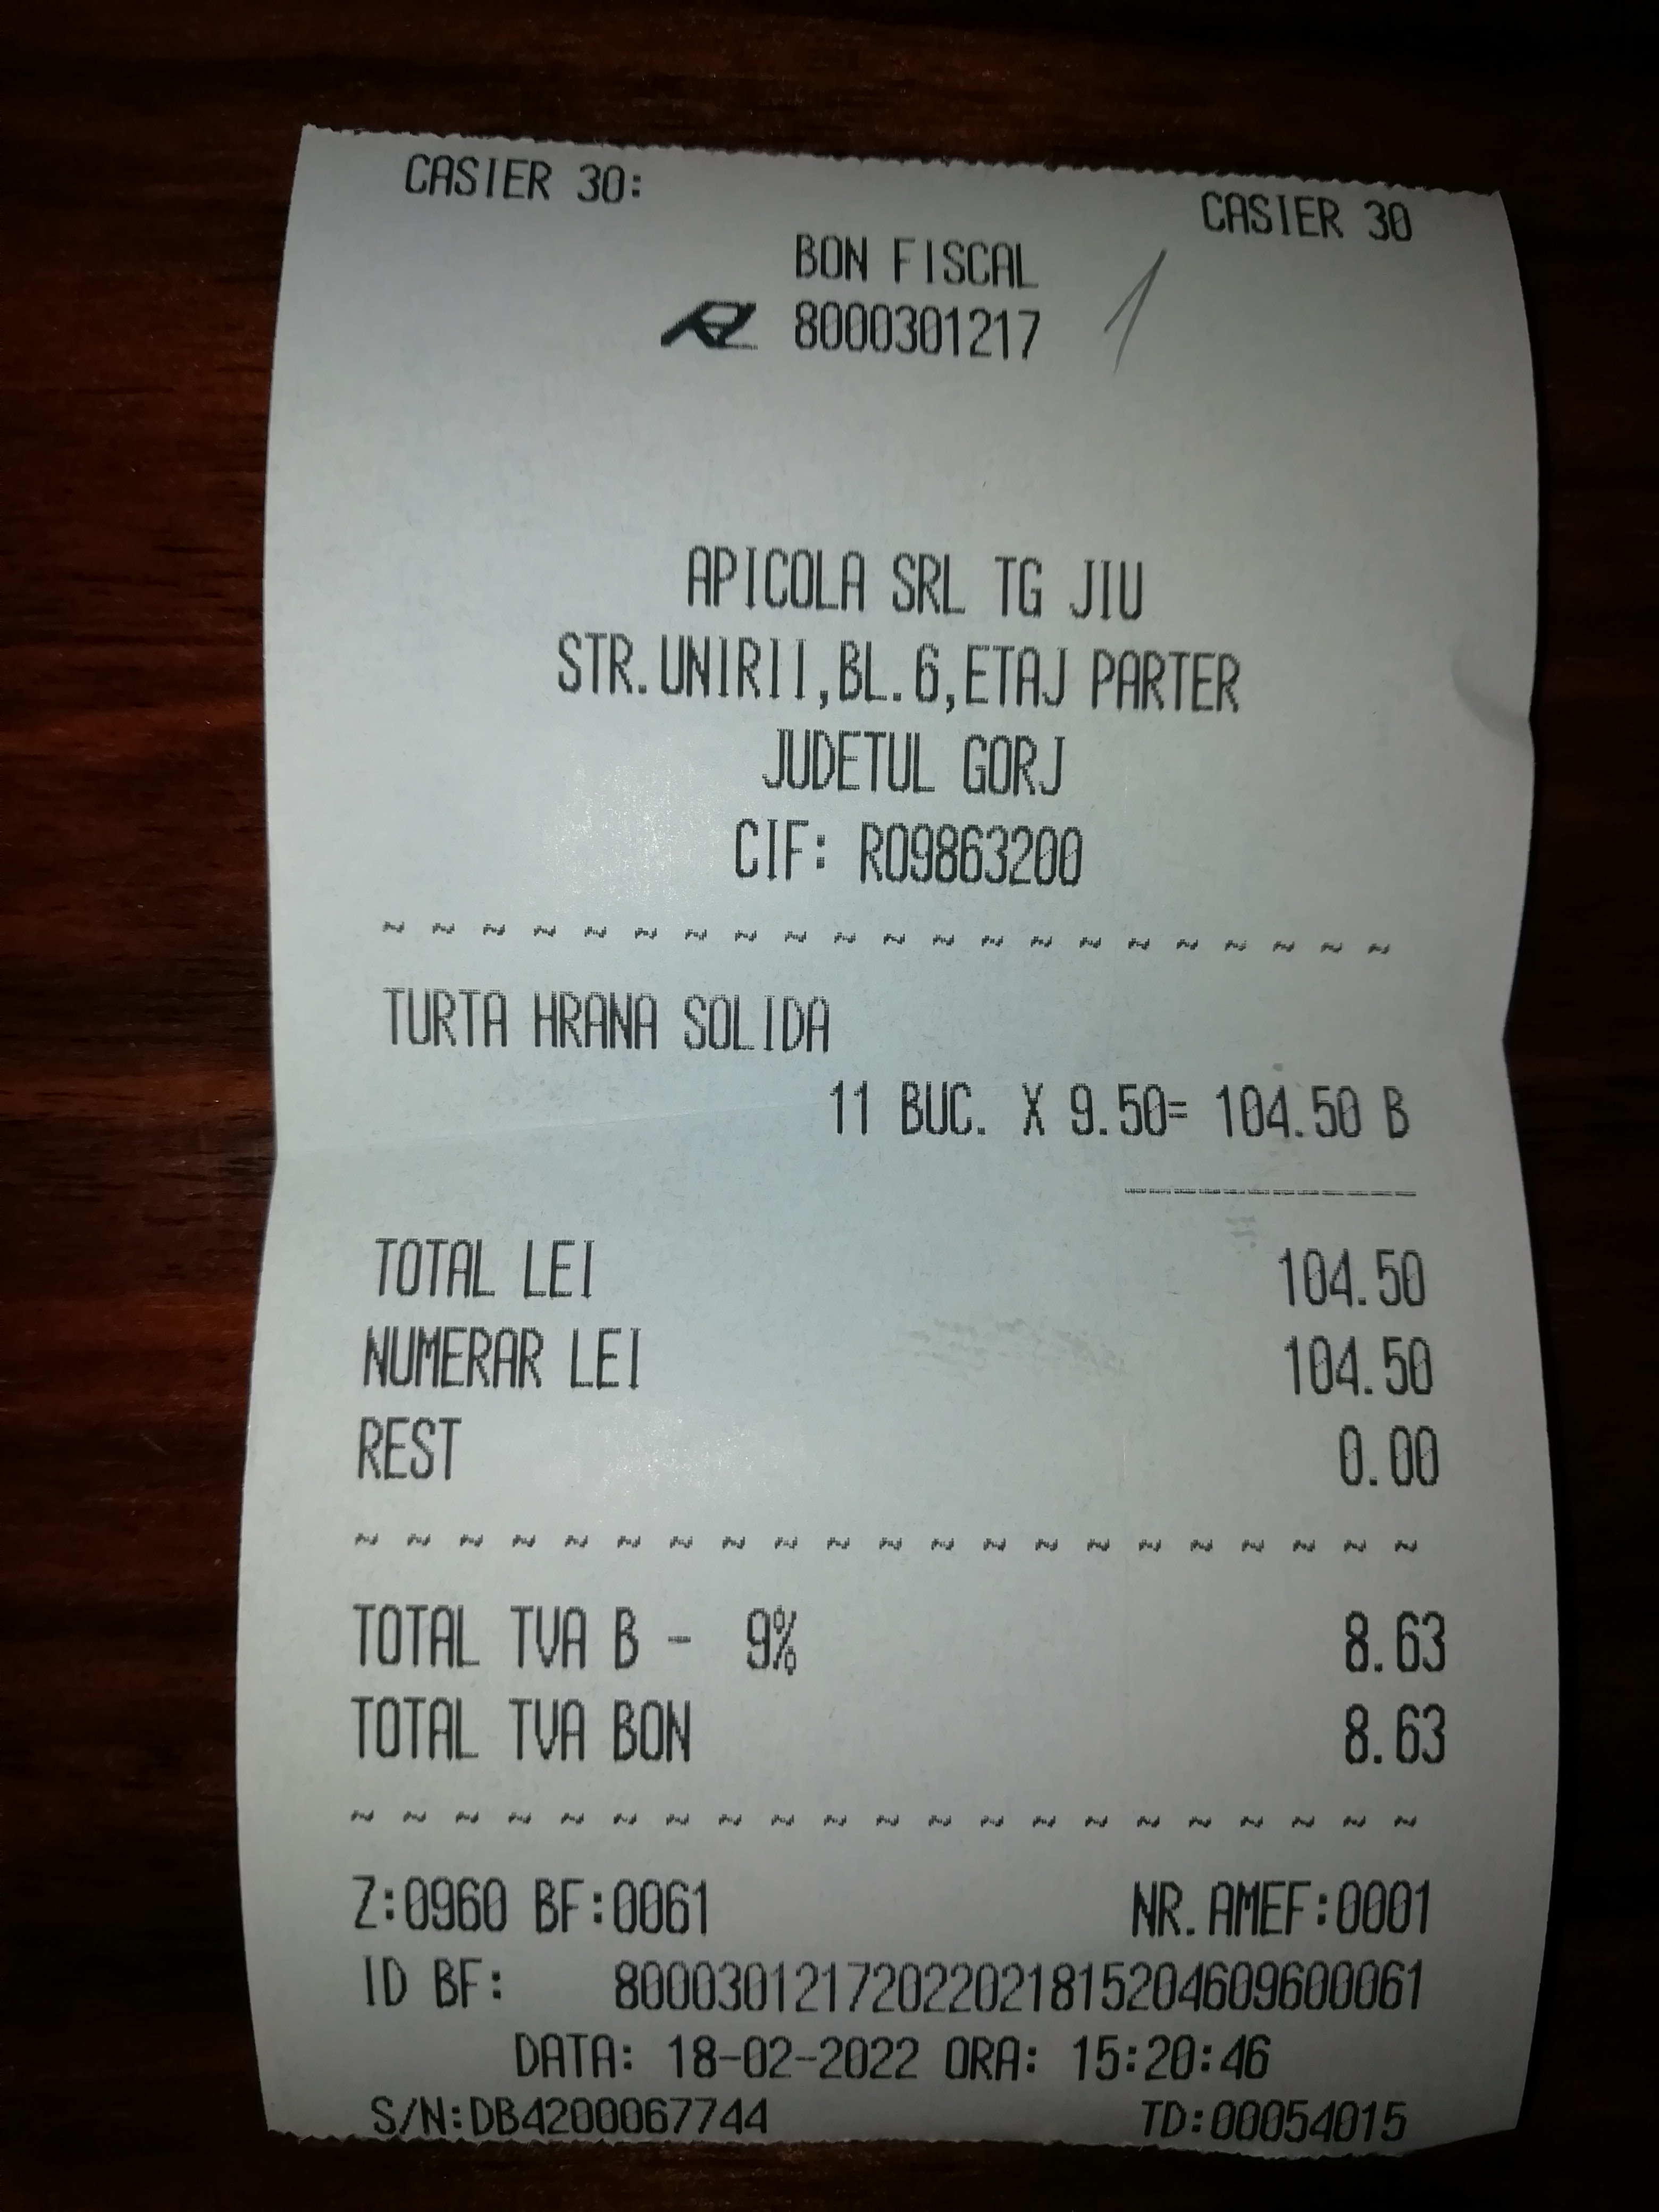 CASIER 30:
CASIER 30
BON FISCAL
8000301217
1
APICOLA SRL TG JIU
STR.UNIRII,BL.6,ETAJ PARTER
JUDETUL GORJ
CIF: RO9863200
~ ~ ~ ~ ~ ~ ~ ~ ~ ~ ~ ~ ~ ~ ~ ~ ~ ~ ~ ~ ~
TURTA HRANA SOLIDA
11 BUC. X 9.50= 104.50 B
------------
TOTAL LEI 104.50
NUMERAR LEI 104.50
REST 0.00
~ ~ ~ ~ ~ ~ ~ ~ ~ ~ ~ ~ ~ ~ ~ ~ ~ ~ ~ ~ ~
TOTAL TVA B - 9% 8.63
TOTAL TVA BON 8.63
~ ~ ~ ~ ~ ~ ~ ~ ~ ~ ~ ~ ~ ~ ~ ~ ~ ~ ~ ~ ~
Z:0960 BF:0061 NR.AMEF:0001
ID BF: 80003012172022021815204609600061
DATA: 18-02-2022 ORA: 15:20:46
S/N:DB4200067744 TD:00054015